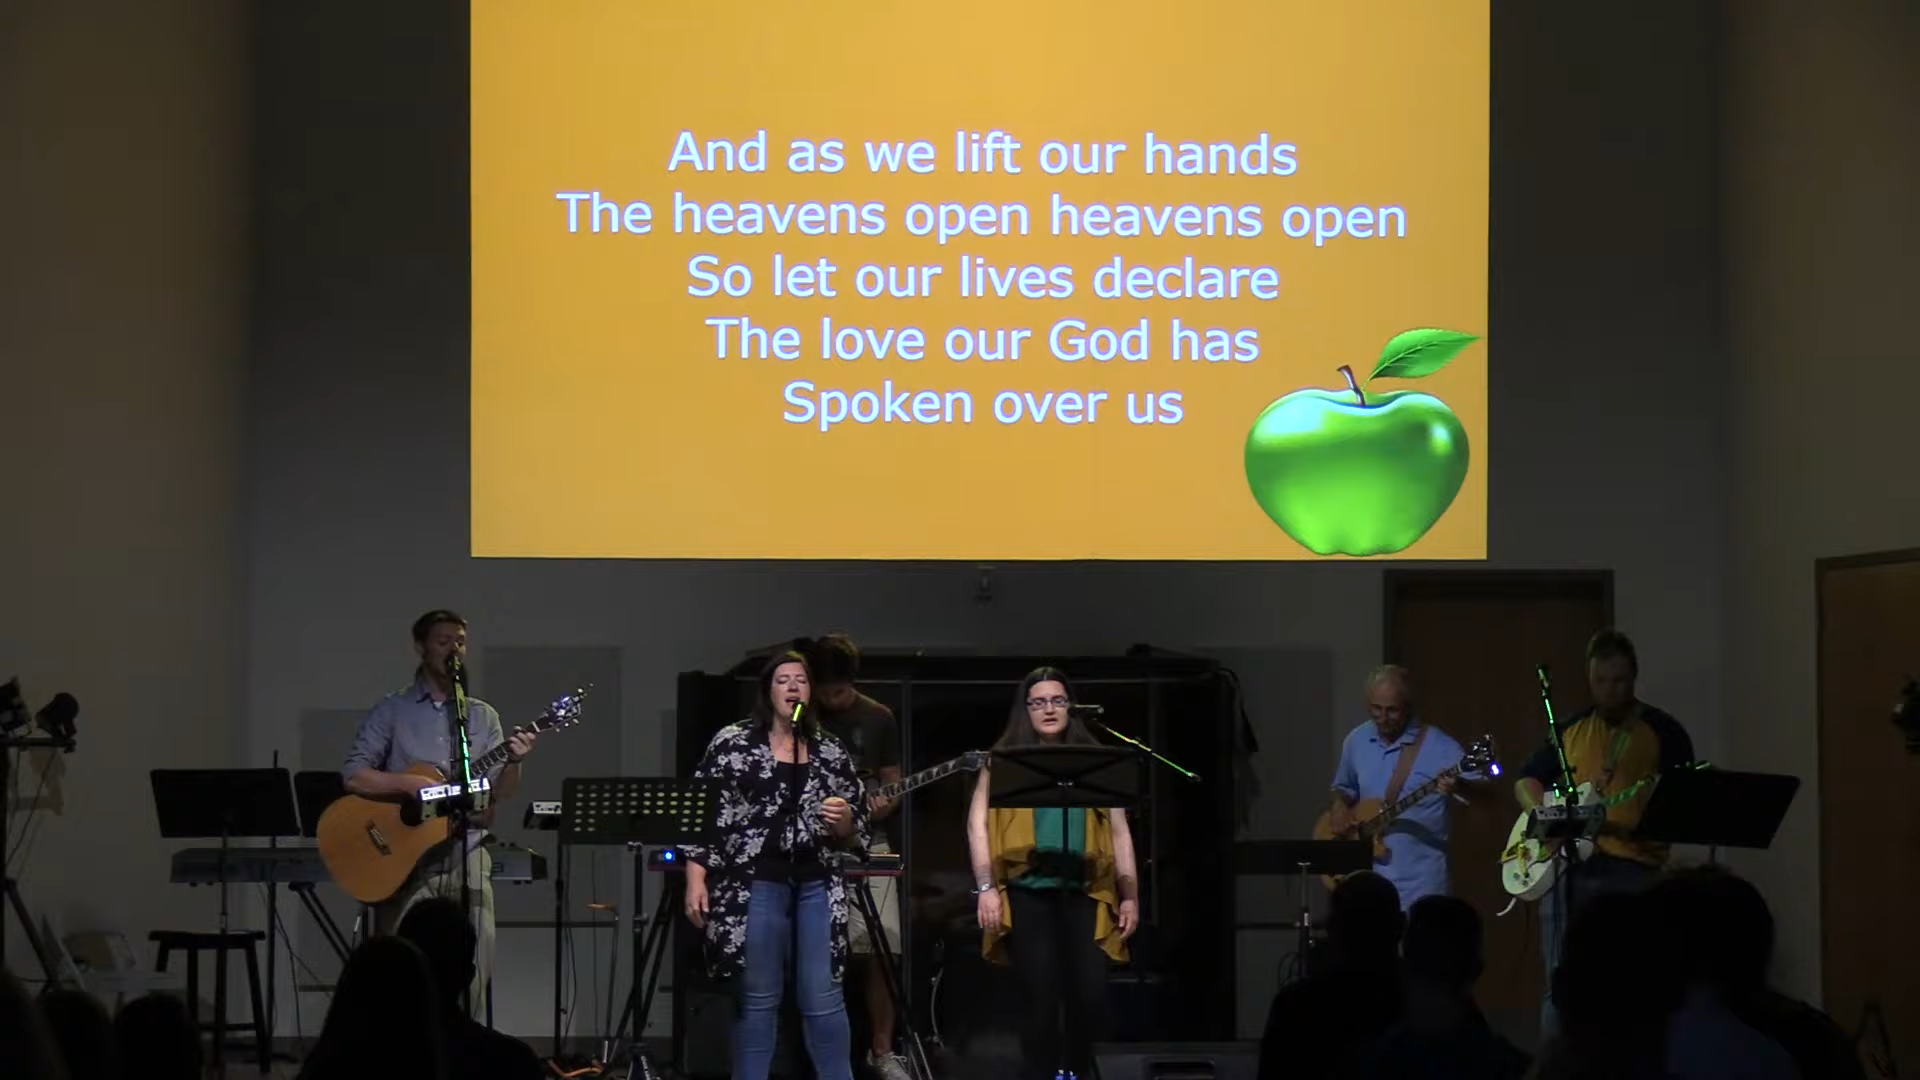 And as we lift our hands
The heavens open heavens open
So let our lives declare
The love our God has
Spoken over us